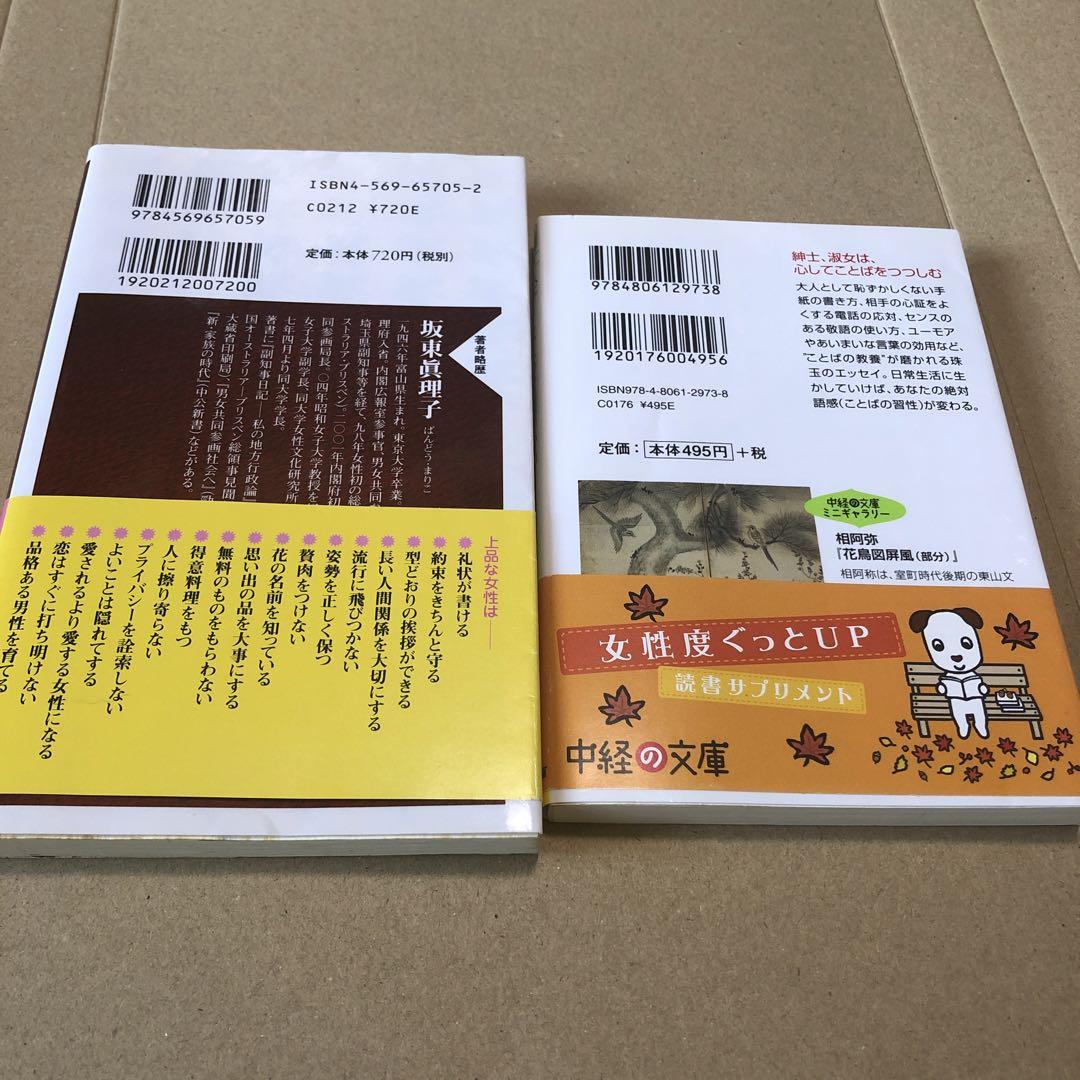 ISBN4-569-65705-2
C0212 ¥720E
9784569657059
定価：本体720円（税別）
1920212007200
著者略歴
坂東眞理子 ばんどう・まりこ
一九四六年富山県生まれ。東京大学卒業。
理府入省。内閣広報室参事官、男女共同参
埼玉県副知事等を経て、九八年女性初の総
ストラリア・ブリスベン）。二〇〇一年内閣府初
同参画局長。〇四年昭和女子大学教授を
女子大学副学長、同大学女性文化研究所
七年四月より同大学学長。
著書に『副知事日記――私の地方行政論』
国オーストラリア―ブリスベン総領事見聞
大蔵省印刷局）、『男女共同参画社会へ』
『新・家族の時代』（中公新書）などがある。
上品な女性は――
礼状が書ける
約束をきちんと守る
型どおりの挨拶ができる
長い人間関係を大切にする
流行に飛びつかない
姿勢を正しく保つ
贅肉をつけない
花の名前を知っている
思い出の品を大事にする
無料のものをもらわない
得意料理をもつ
人に擦り寄らない
プライバシーを詮索しない
よいことは隠れてする
愛されるより愛する女性になる
恋はすぐに打ち明けない
品格ある男性を育てる
9784806129738
1920176004956
ISBN978-4-8061-2973-8
C0176 ¥495E
定価：本体495円＋税
紳士、淑女は、
心してことばをつつしむ
大人として恥ずかしくない手
紙の書き方、相手の心証をよ
くする電話の応対、センスの
ある敬語の使い方、ユーモア
やあいまいな言葉の効用など、
“ことばの教養”が磨かれる珠
玉のエッセイ。日常生活に生
かしていけば、あなたの絶対
語感（ことばの習性）が変わる。
中経の文庫
ミニギャラリー
相阿弥
『花鳥図屏風（部分）』
相阿弥は、室町時代後期の東山文
女性度ぐっとUP
読書サプリメント
中経の文庫